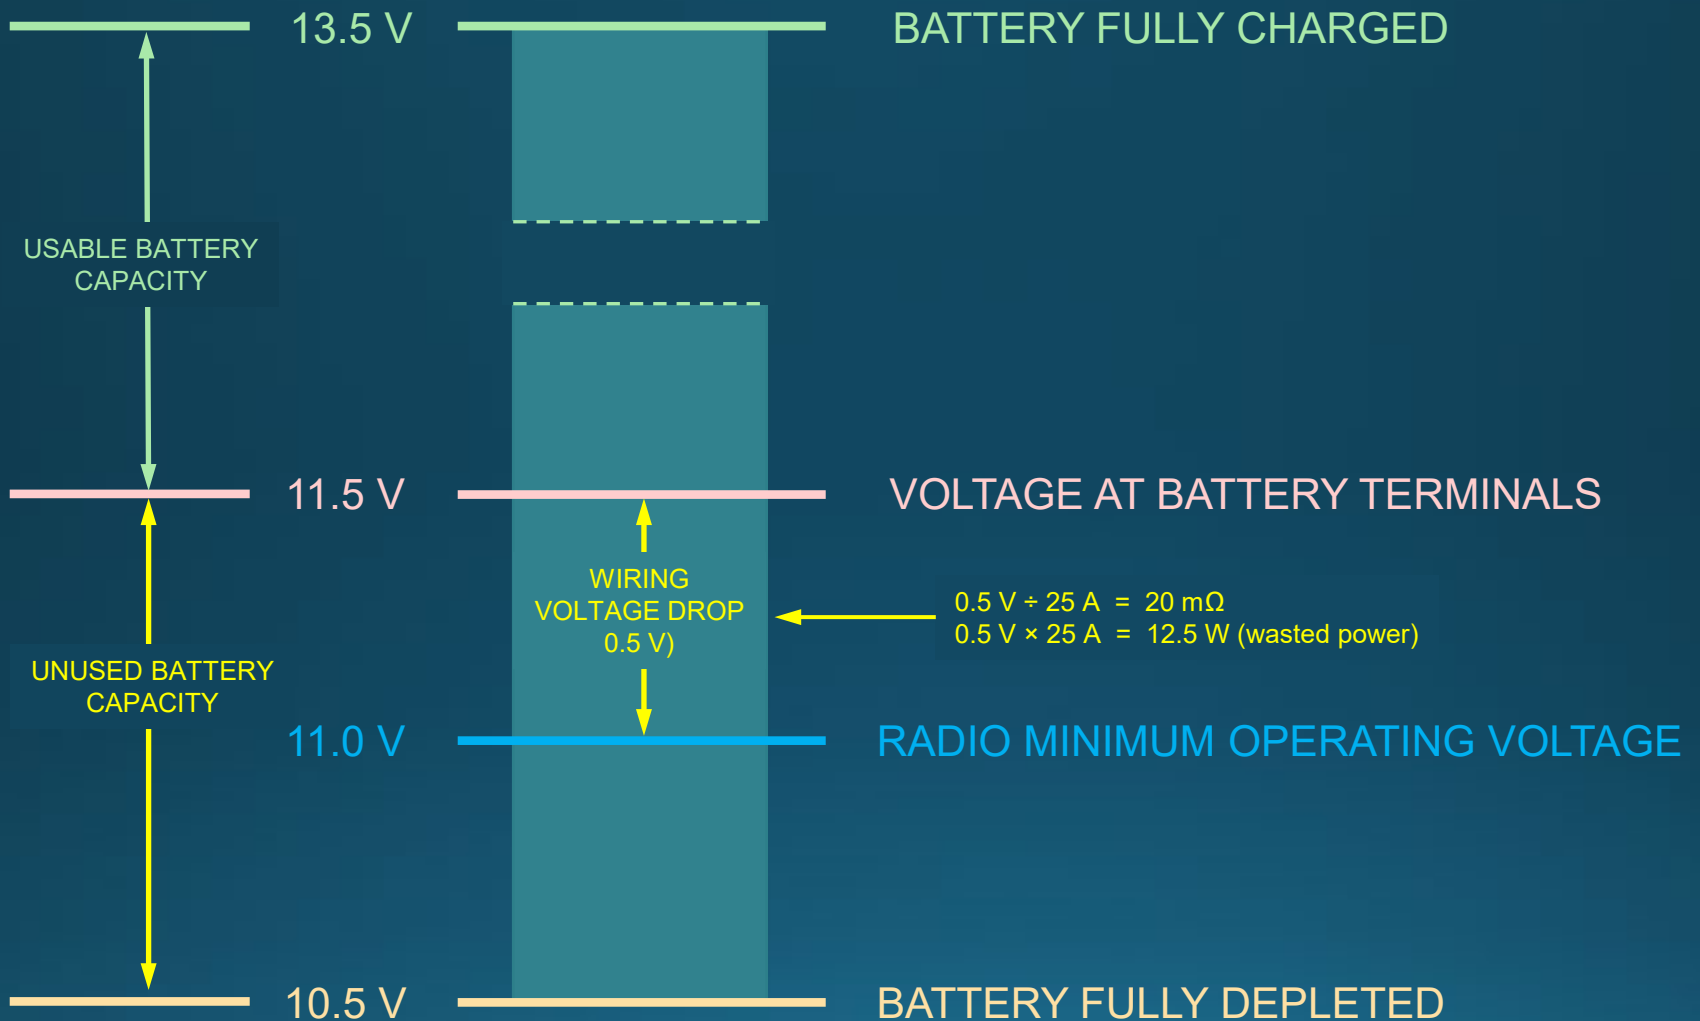 13.5 V
BATTERY FULLY CHARGED
USABLE BATTERY
CAPACITY
11.5 V
VOLTAGE AT BATTERY TERMINALS
WIRING
VOLTAGE DROP
0.5 V)
0.5 V ÷ 25 A = 20 mΩ
0.5 V × 25 A = 12.5 W (wasted power)
UNUSED BATTERY
CAPACITY
11.0 V
RADIO MINIMUM OPERATING VOLTAGE
10.5 V
BATTERY FULLY DEPLETED